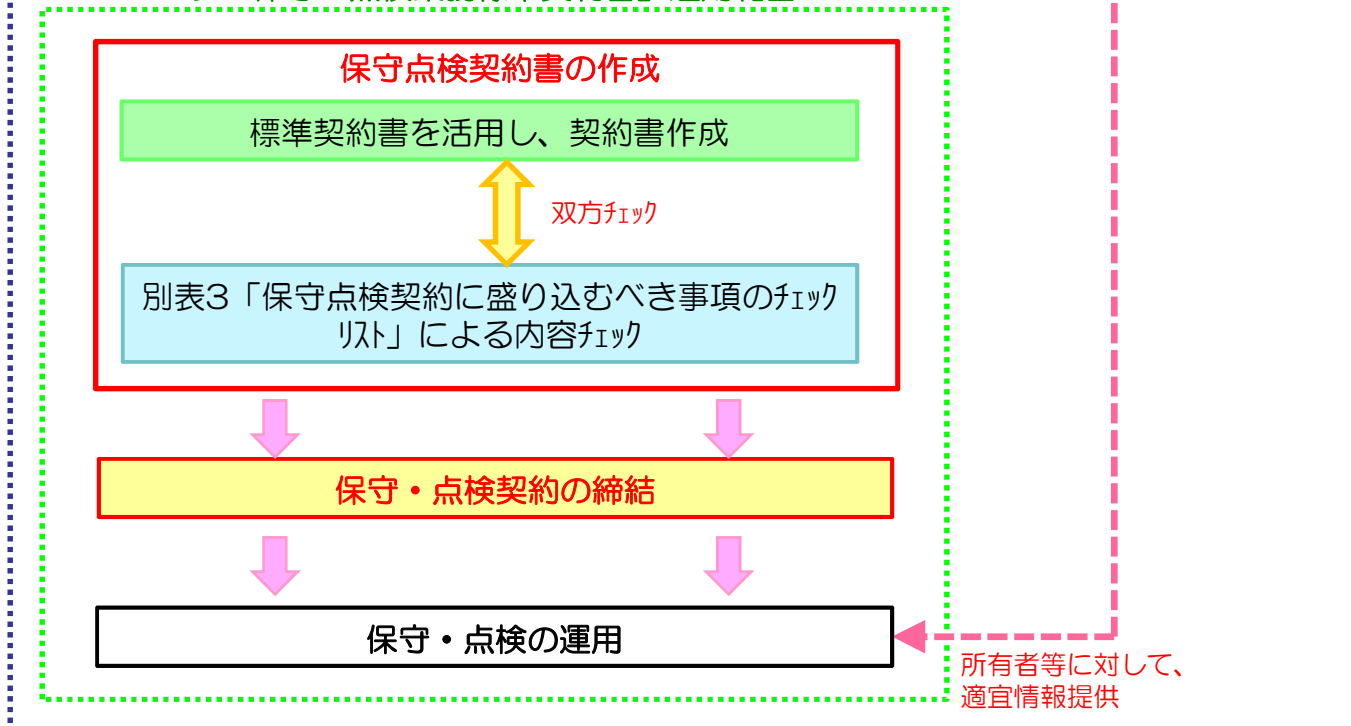 保守点検契約書の作成
標準契約書を活用し、契約書作成
双方ﾁｪｯｸ
別表3「保守点検契約に盛り込むべき事項のﾁｪｯｸ
ﾘｽﾄ」による内容ﾁｪｯｸ
保守・点検契約の締結
保守・点検の運用
所有者等に対して、
適宜情報提供